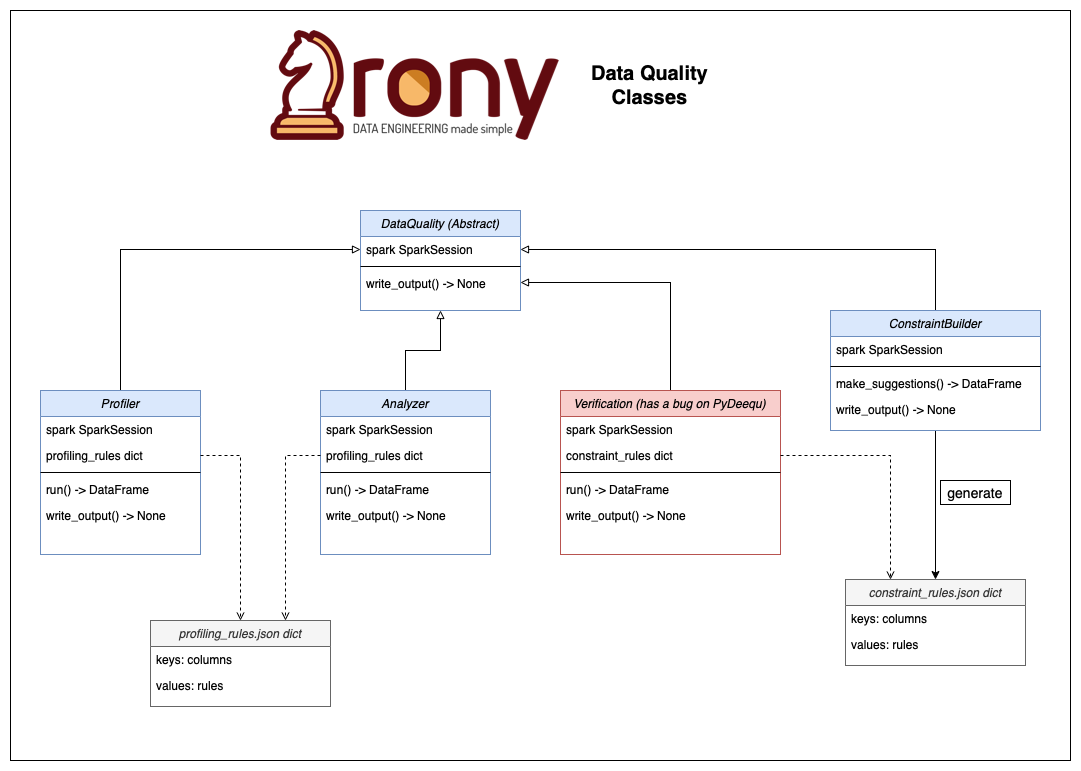 rony
DATA ENGINEERING made simple
Data Quality
Classes
DataQuality (Abstract)
spark SparkSession
write_output() -> None
ConstraintBuilder
spark SparkSession
make_suggestions() -> DataFrame
write_output() -> None
Profiler
spark SparkSession
profiling_rules dict
run() -> DataFrame
write_output() -> None
Analyzer
spark SparkSession
profiling_rules dict
run() -> DataFrame
write_output() -> None
Verification (has a bug on PyDeequ)
spark SparkSession
constraint_rules dict
run() -> DataFrame
write_output() -> None
generate
constraint_rules.json dict
keys: columns
values: rules
profiling_rules.json dict
keys: columns
values: rules